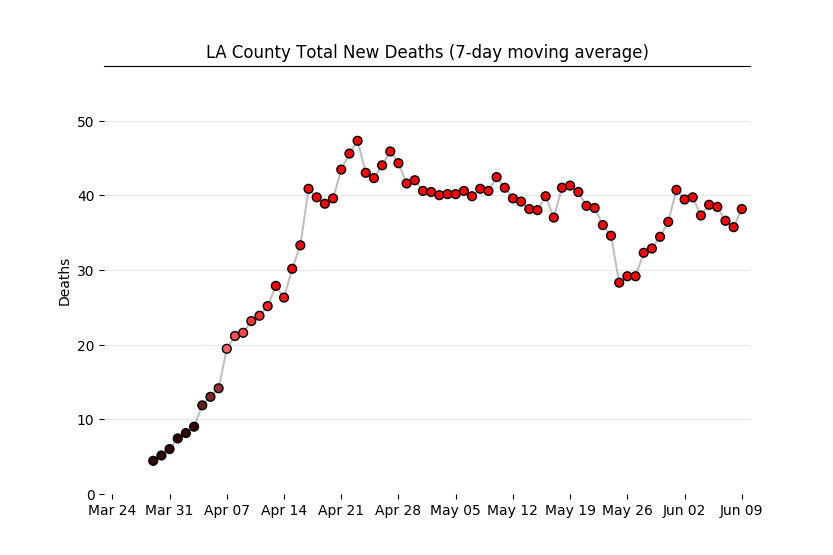 LA County Total New Deaths (7-day moving average)
50
40
30
20
10
0
Deaths
Mar 24 Mar 31 Apr 07 Apr 14 Apr 21 Apr 28 May 05 May 12 May 19 May 26 Jun 02 Jun 09